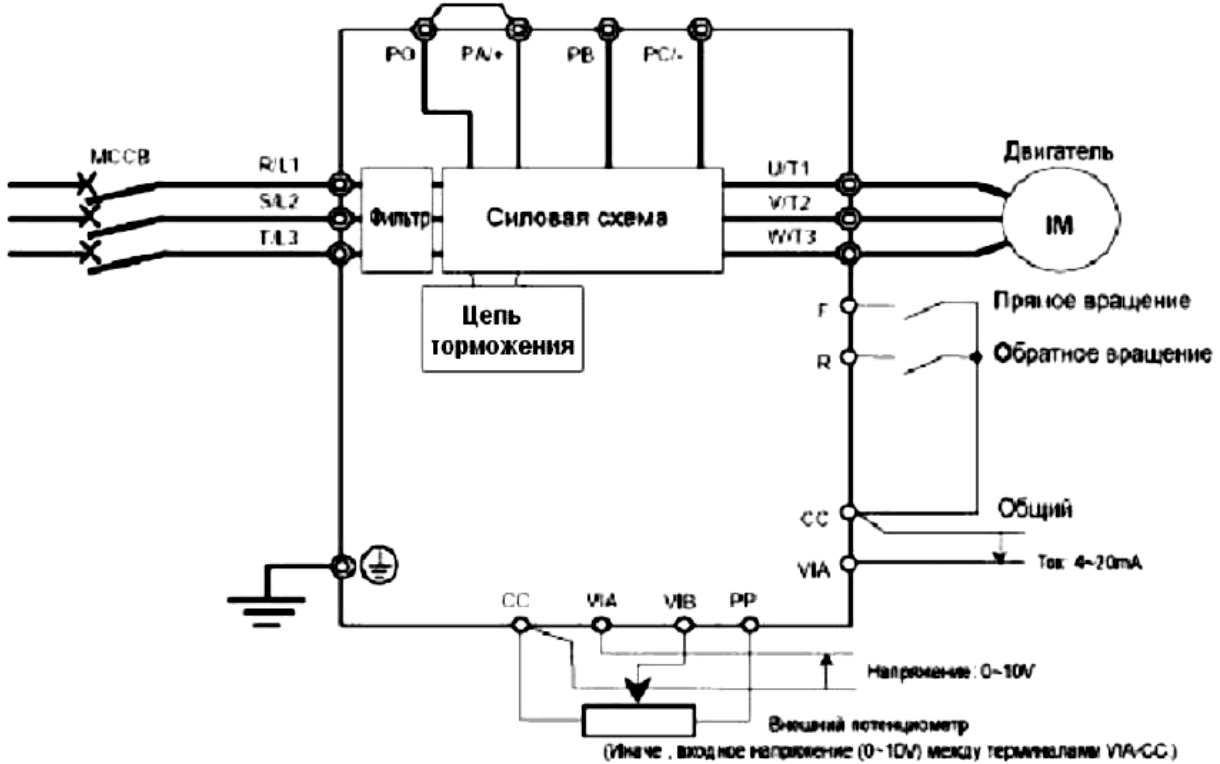 PO PA/+ PB PC/-
MCCB
R/L1
S/L2
T/L3
Фильтр
Силовая схема
U/T1
V/T2
W/T3
Двигатель
IM
Цепь
торможения
F
Прямое вращение
R
Обратное вращение
CC
Общий
VIA
Ток: 4~20mA
CC VIA VIB PP
Напряжение: 0~10V
Внешний потенциометр
(Иначе , входное напряжение (0~10V) между терминалами VIA-CC.)